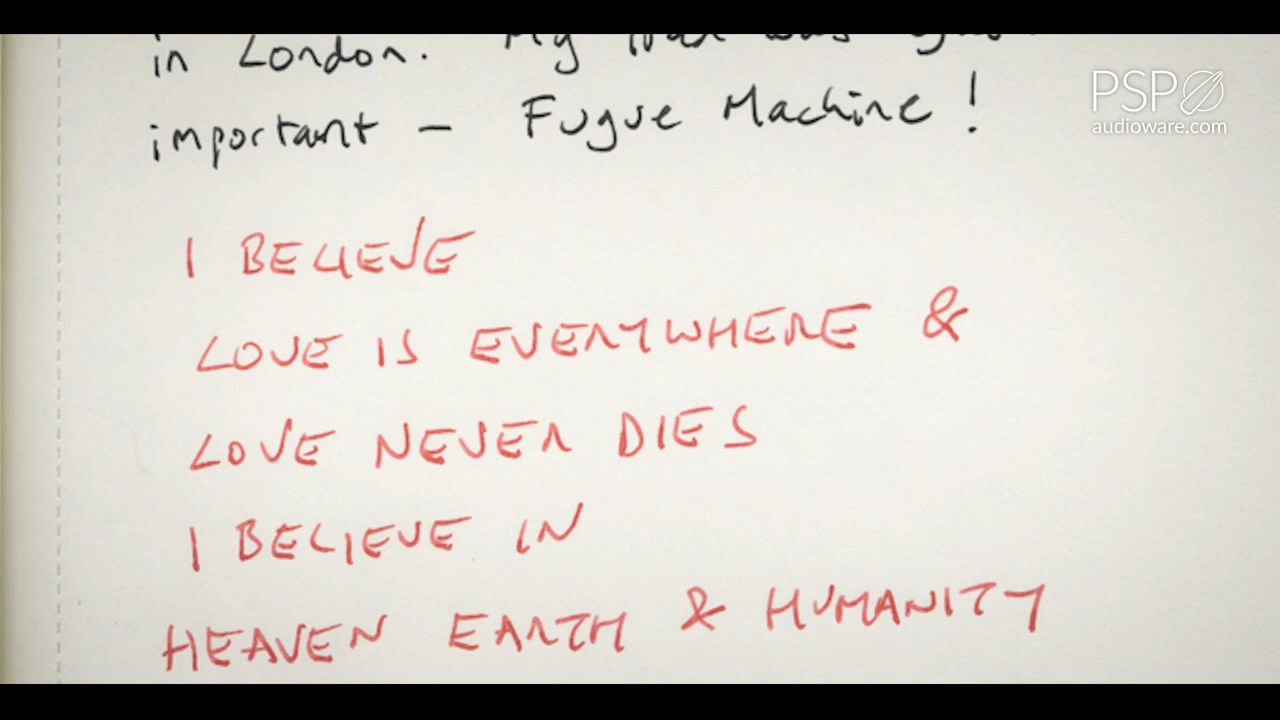 in London. My
important – Fugue Machine!
I BELIEVE
LOVE IS EVERYWHERE &
LOVE NEVER DIES
I BELIEVE IN
HEAVEN EARTH & HUMANITY
PSP
audioware.com